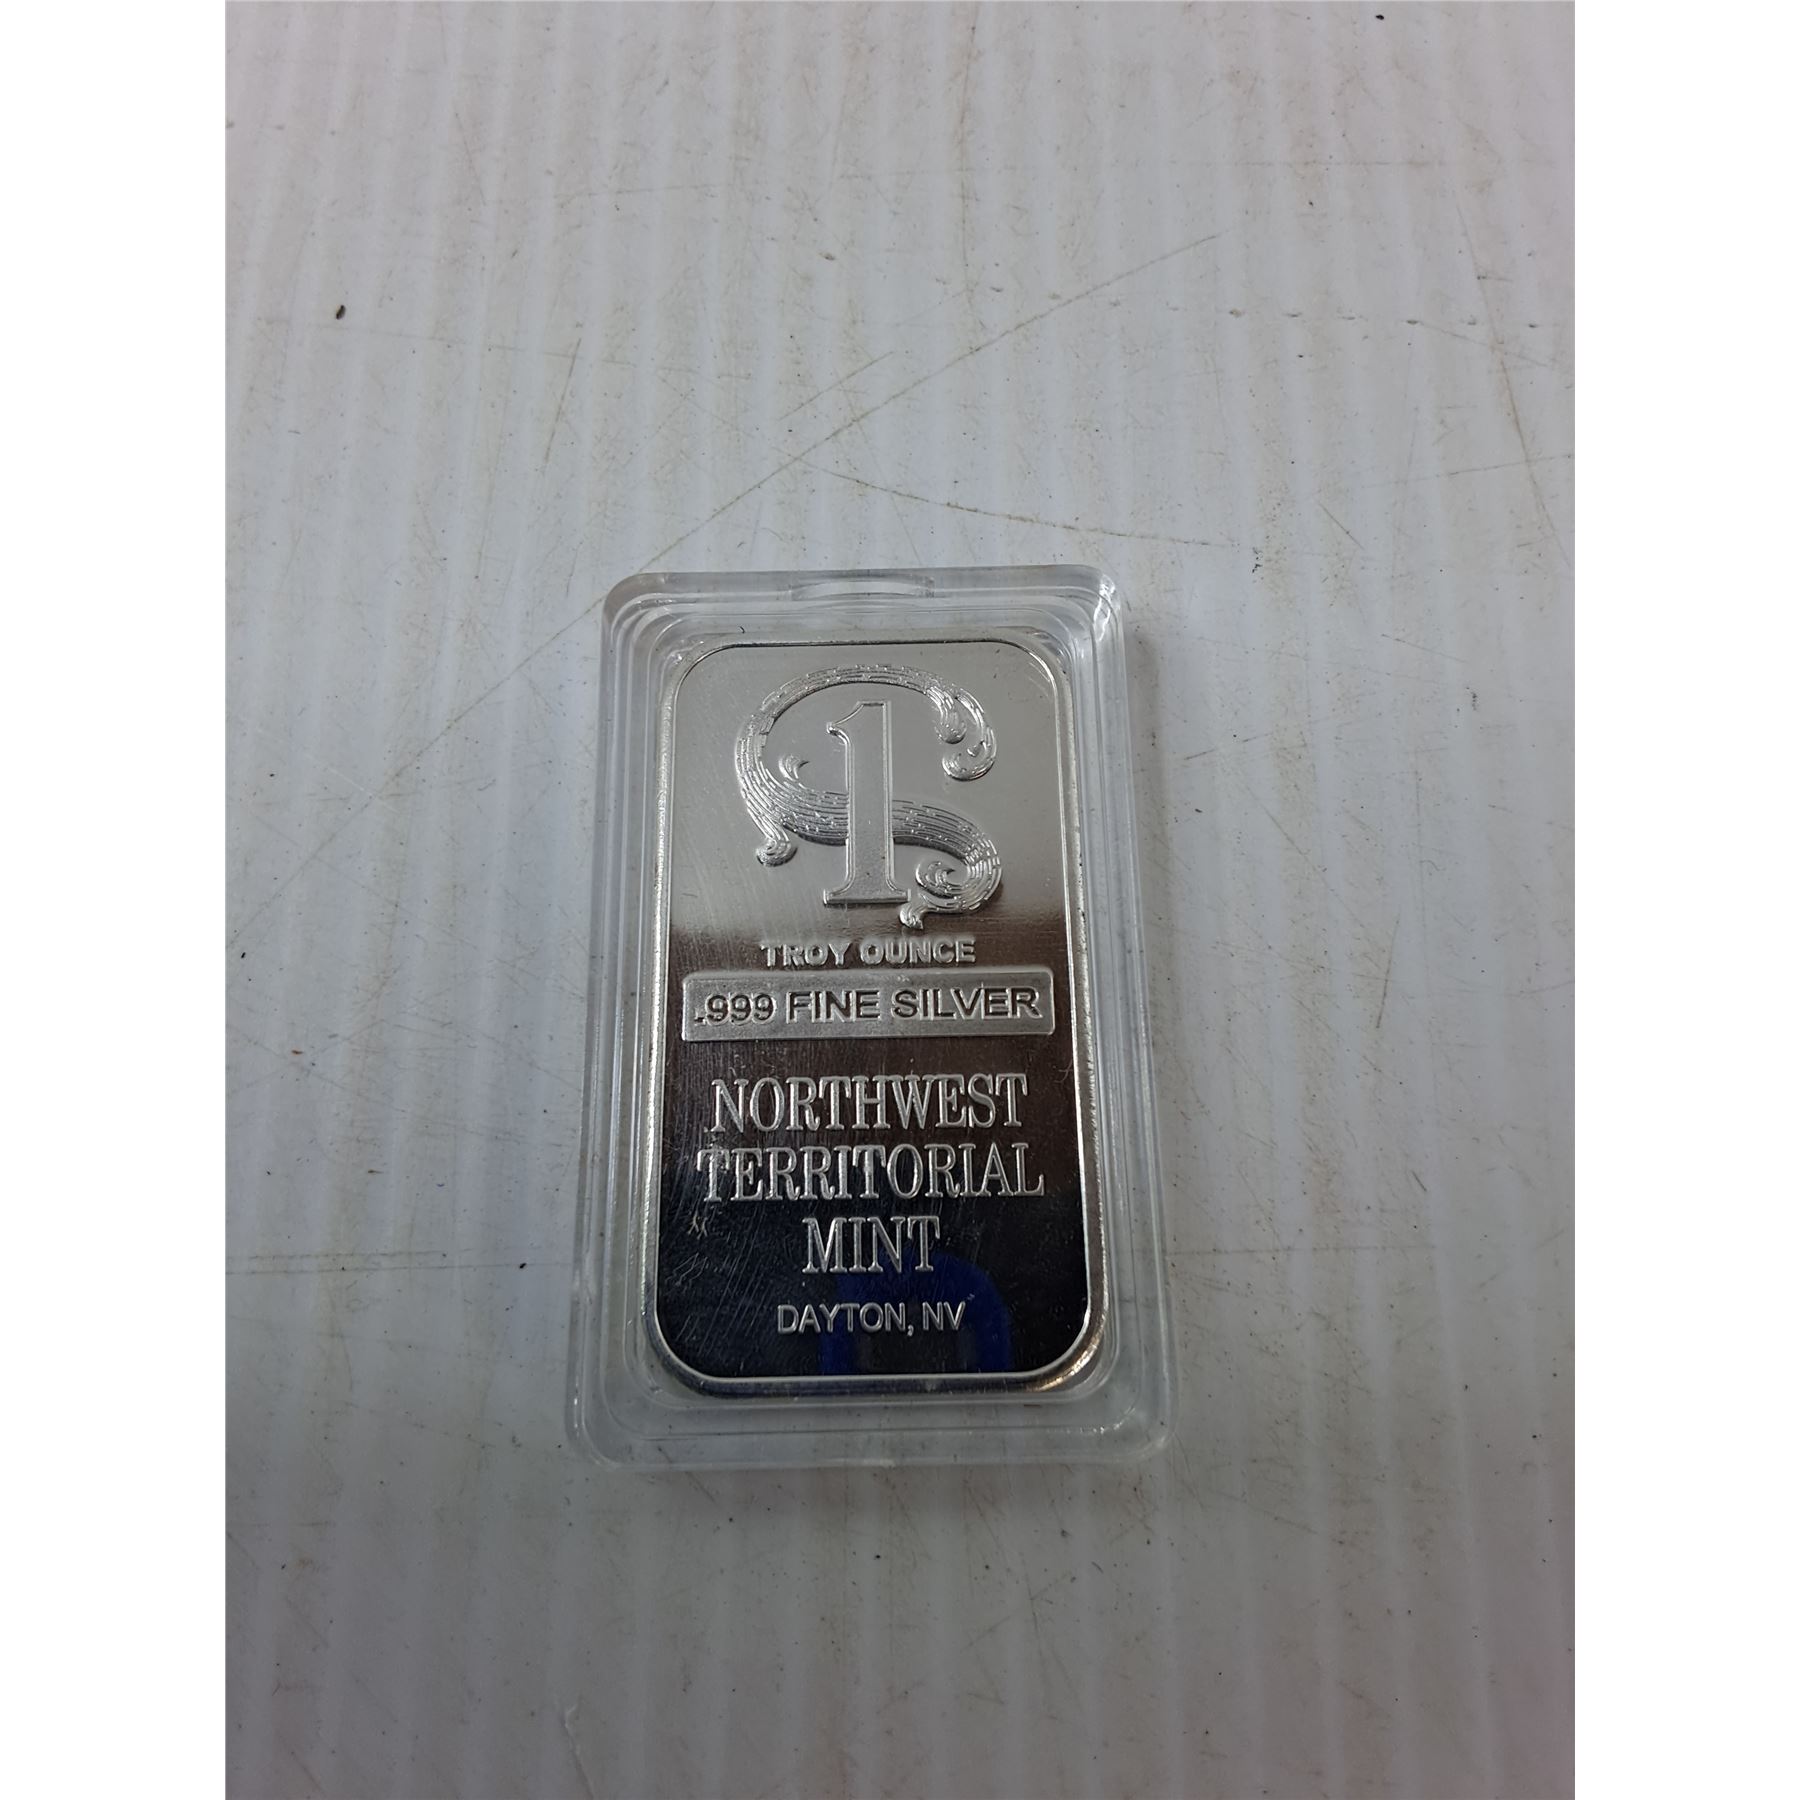 1
TROY OUNCE
.999 FINE SILVER
NORTHWEST
TERRITORIAL
MINT
DAYTON, NV